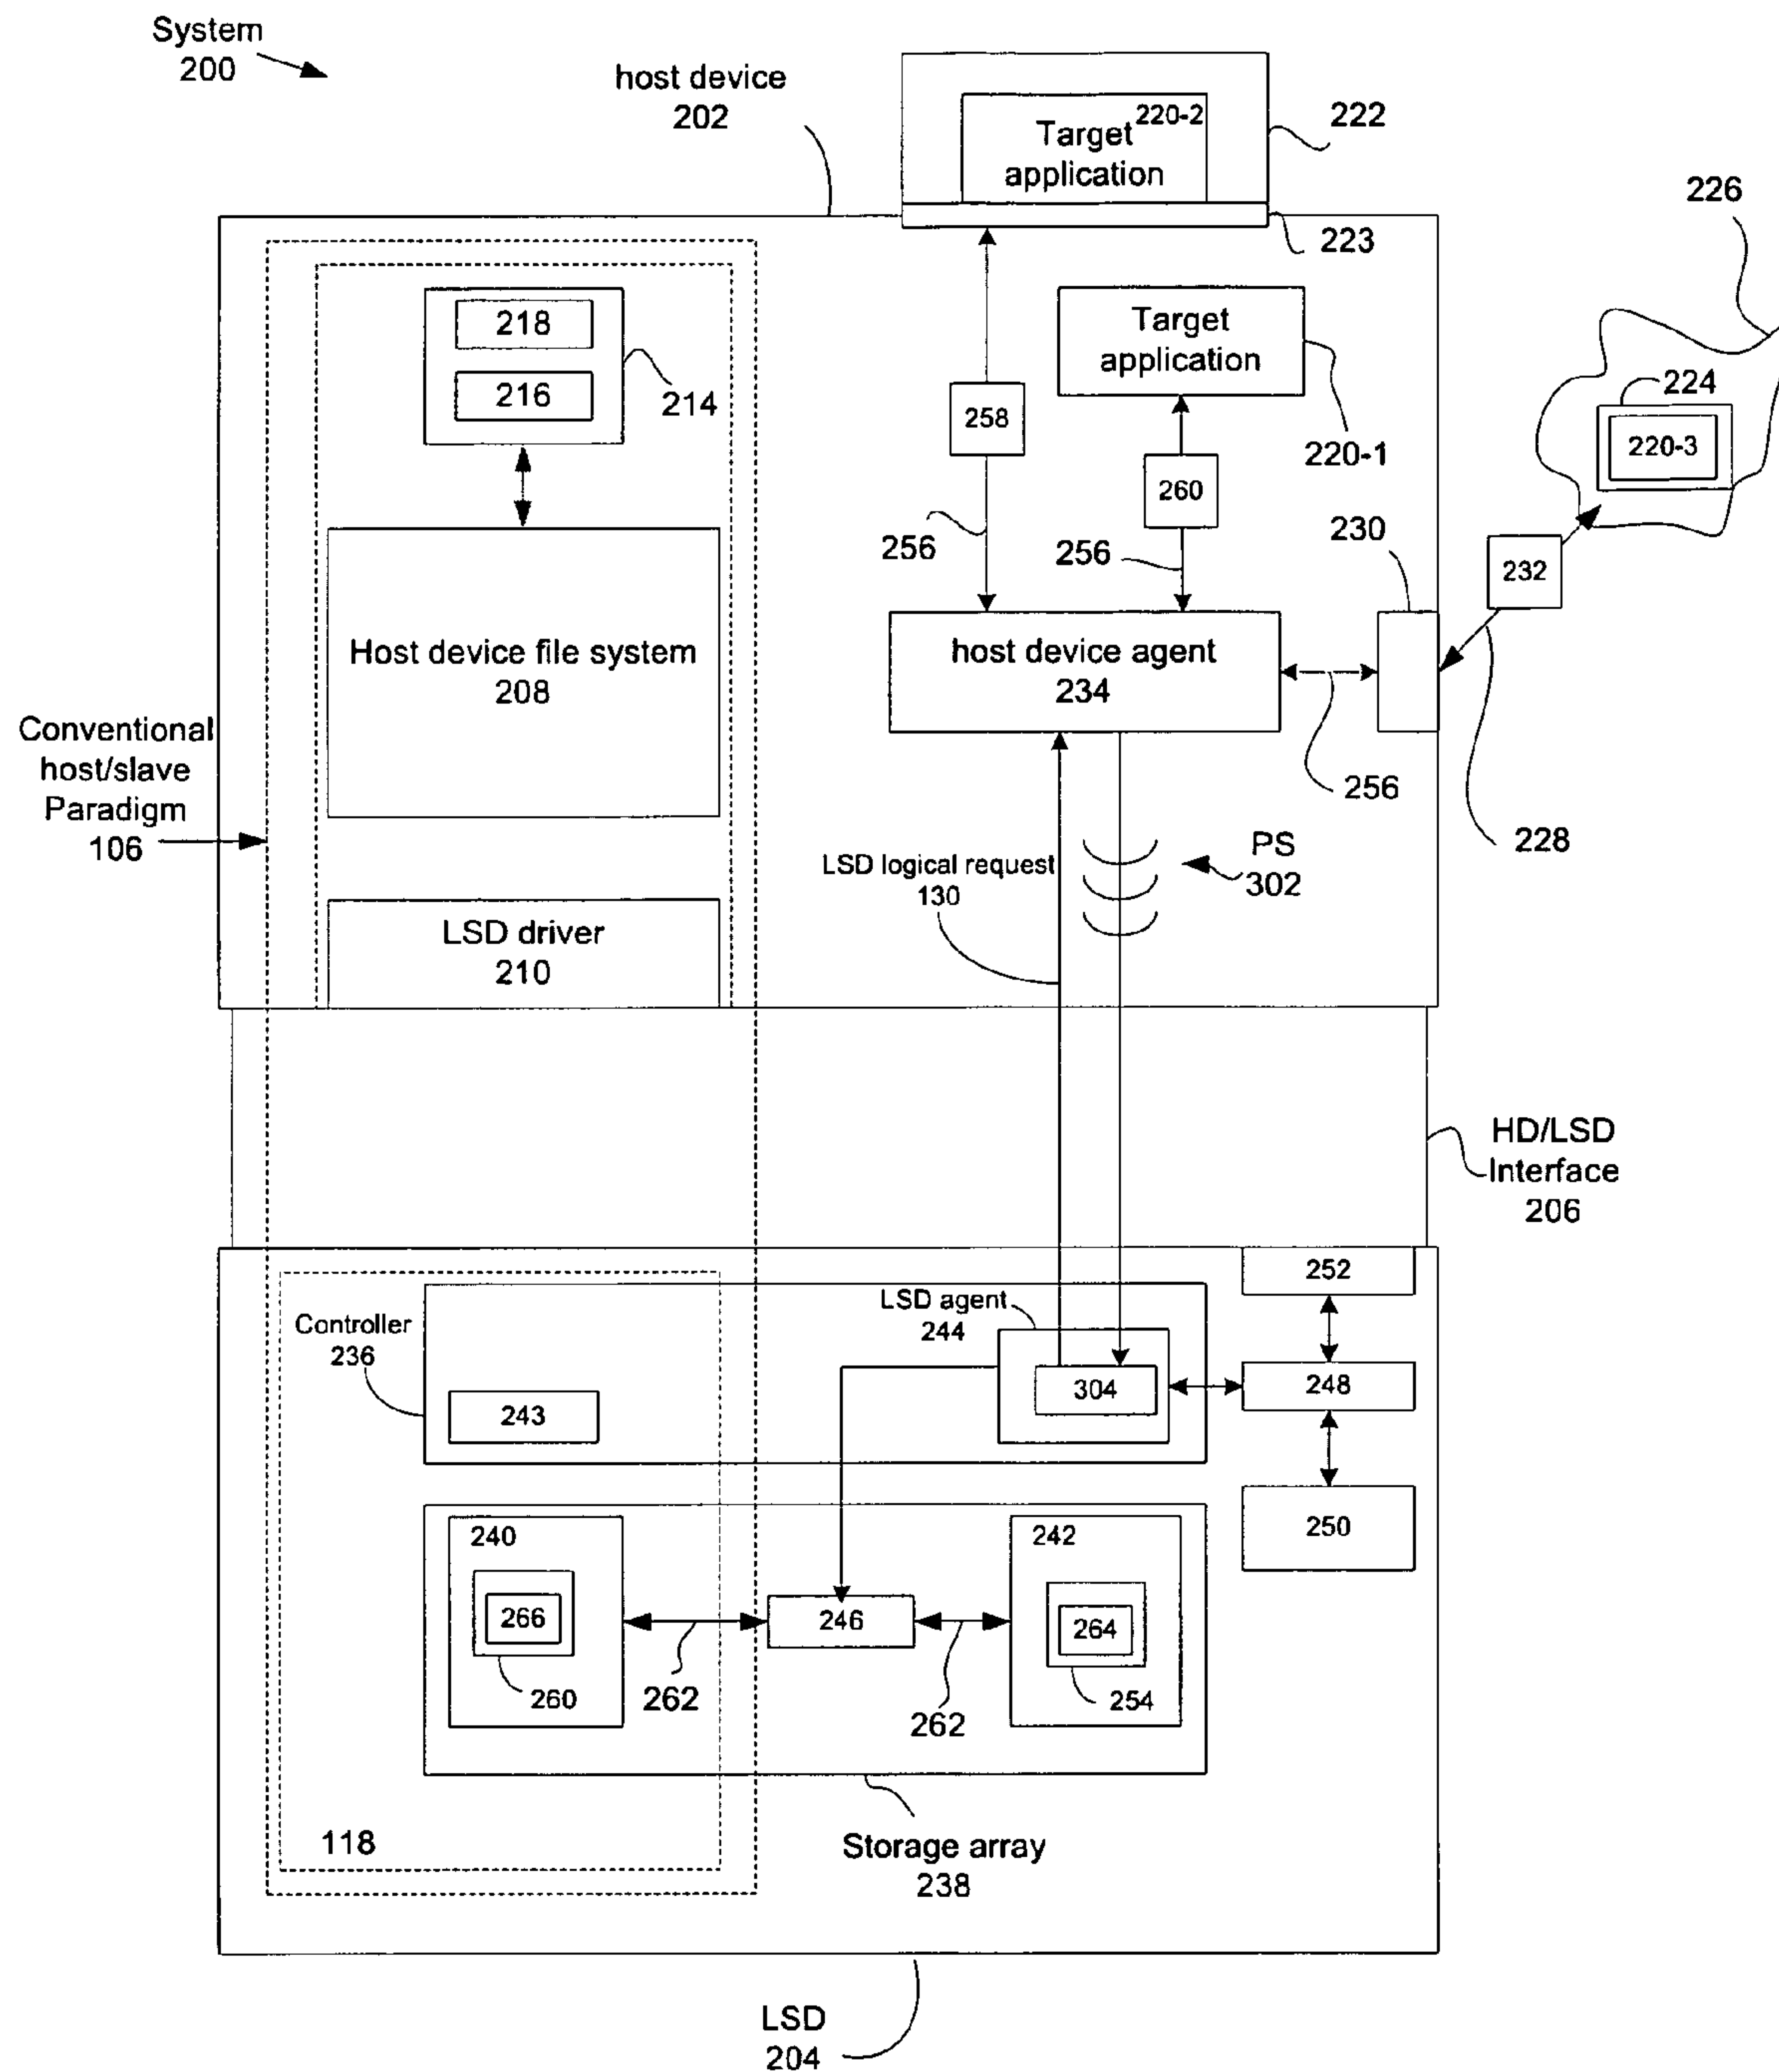 System
200
host device
202
220-2
Target
application
222
223
226
218
216
214
Target
application
220-1
224
220-3
258
260
256
256
230
232
Host device file system
208
host device agent
234
256
228
Conventional
host/slave
Paradigm
106
LSD logical request
130
PS
302
LSD driver
210
HD/LSD
Interface
206
252
LSD agent
244
Controller
236
304
248
243
250
240
242
266
246
264
260
262
262
254
118
Storage array
238
LSD
204